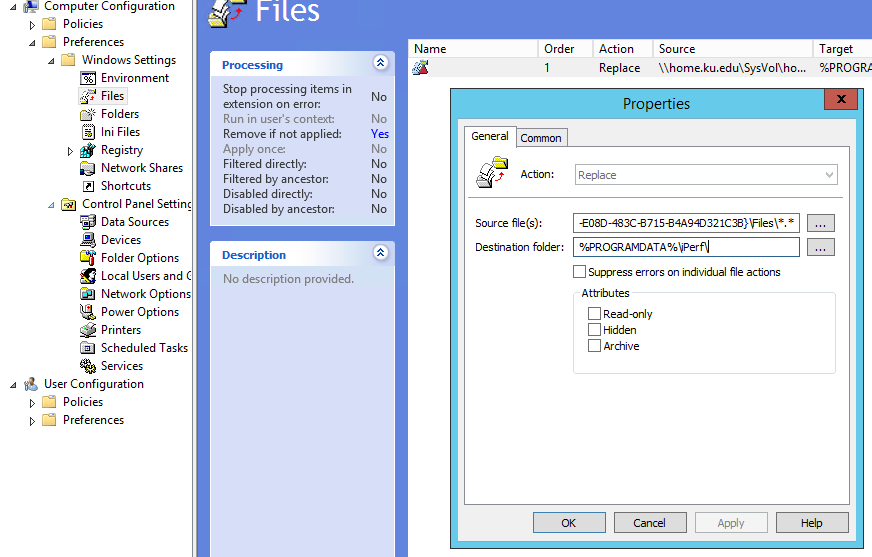 Computer Configuration
Policies
Preferences
Windows Settings
Environment
Files
Folders
Ini Files
Registry
Network Shares
Shortcuts
Control Panel Setting
Data Sources
Devices
Folder Options
Local Users and G
Network Options
Power Options
Printers
Scheduled Tasks
Services
User Configuration
Policies
Preferences
Files
Processing
Stop processing items in
extension on error: No
Run in user's context: No
Remove if not applied: Yes
Apply once: No
Filtered directly: No
Filtered by ancestor: No
Disabled directly: No
Disabled by ancestor: No
Description
No description provided.
Name Order Action Source Target
1 Replace \\home.ku.edu\SysVol\ho... %PROGRA
Properties
x
General Common
Action: Replace
Source file(s): -E08D-483C-B715-B4A94D321C3B}\Files\*.* ...
Destination folder: %PROGRAMDATA%\iPerf\ ...
Suppress errors on individual file actions
Attributes
Read-only
Hidden
Archive
OK Cancel Apply Help